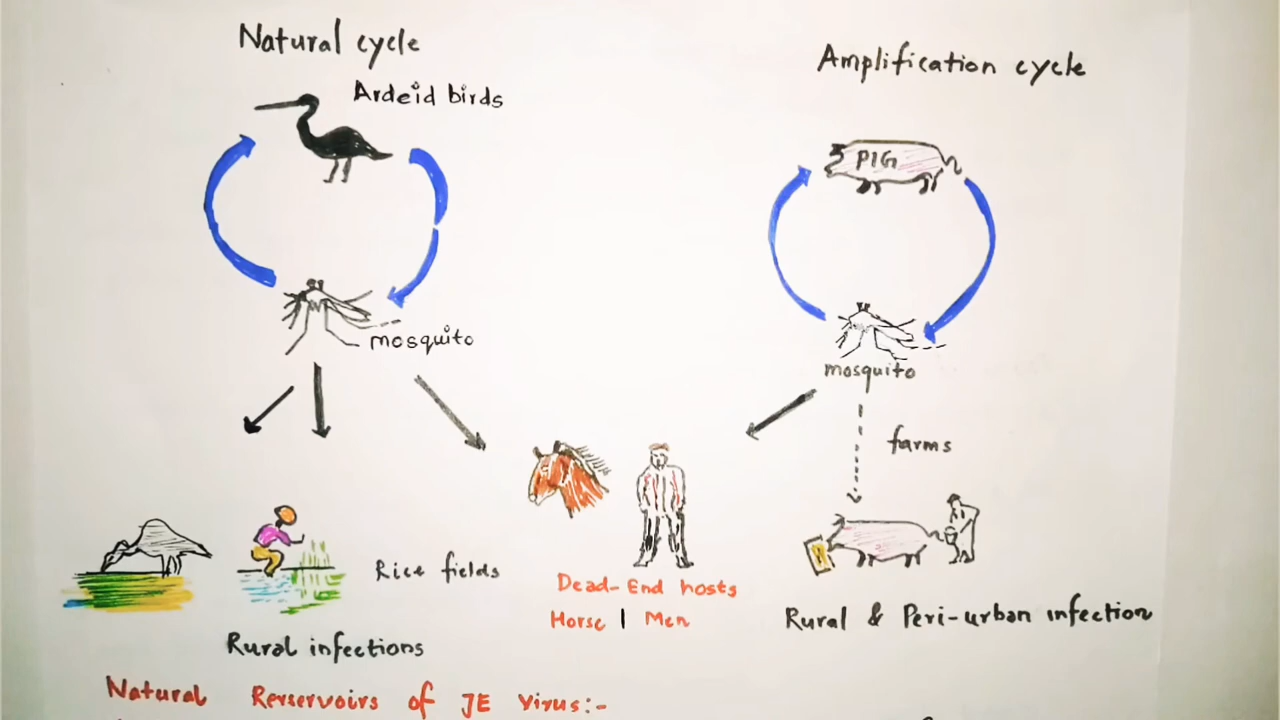 Natural cycle
Ardeid birds
mosquito
Rice fields
Rural infections
Amplification cycle
PIG
mosquito
farms
Rural & Peri-urban infection
Dead-End hosts
Horse | Men
Natural Rerservoirs of JE Virus:-